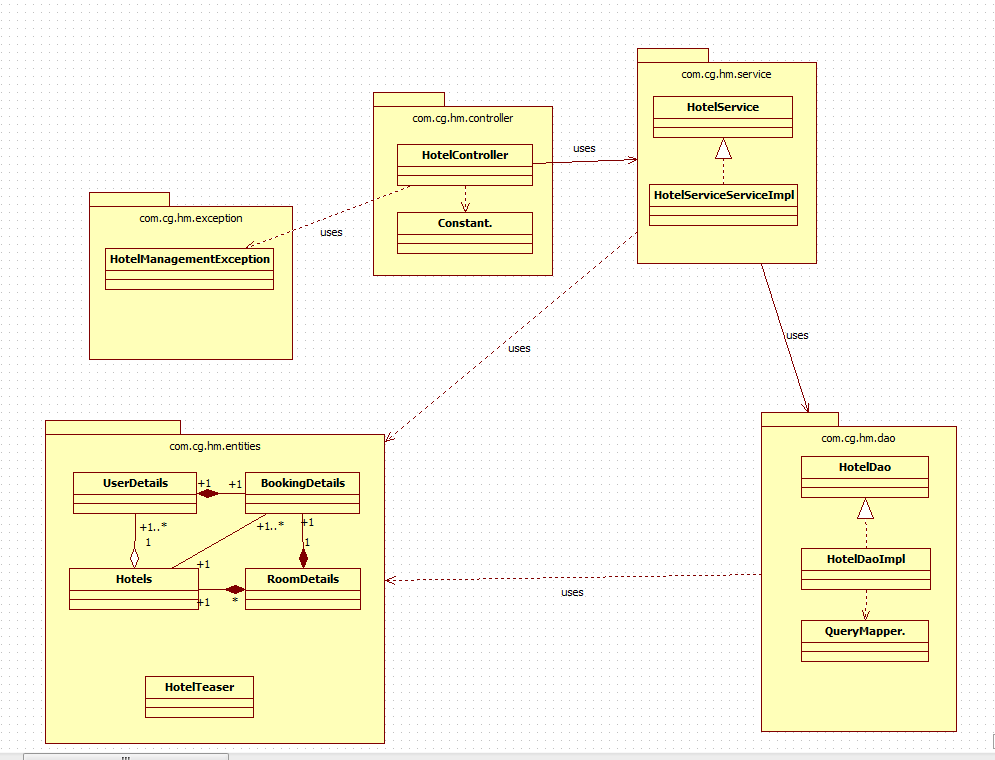 com.cg.hm.service
HotelService
HotelServiceServiceImpl
com.cg.hm.controller
HotelController
Constant.
uses
com.cg.hm.exception
HotelManagementException
uses
uses
uses
com.cg.hm.entities
UserDetails
+1
+1
BookingDetails
+1..*
1
+1..*
+1
1
+1
Hotels
RoomDetails
+1
*
HotelTeaser
uses
com.cg.hm.dao
HotelDao
HotelDaoImpl
QueryMapper.